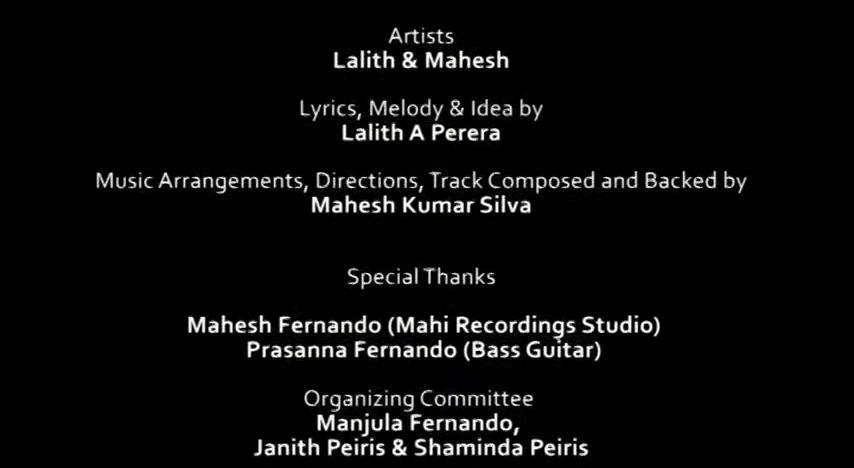 Artists
Lalith & Mahesh
Lyrics, Melody & Idea by
Lalith A Perera
Music Arrangements, Directions, Track Composed and Backed by
Mahesh Kumar Silva
Special Thanks
Mahesh Fernando (Mahi Recordings Studio)
Prasanna Fernando (Bass Guitar)
Organizing Committee
Manjula Fernando,
Janith Peiris & Shaminda Peiris